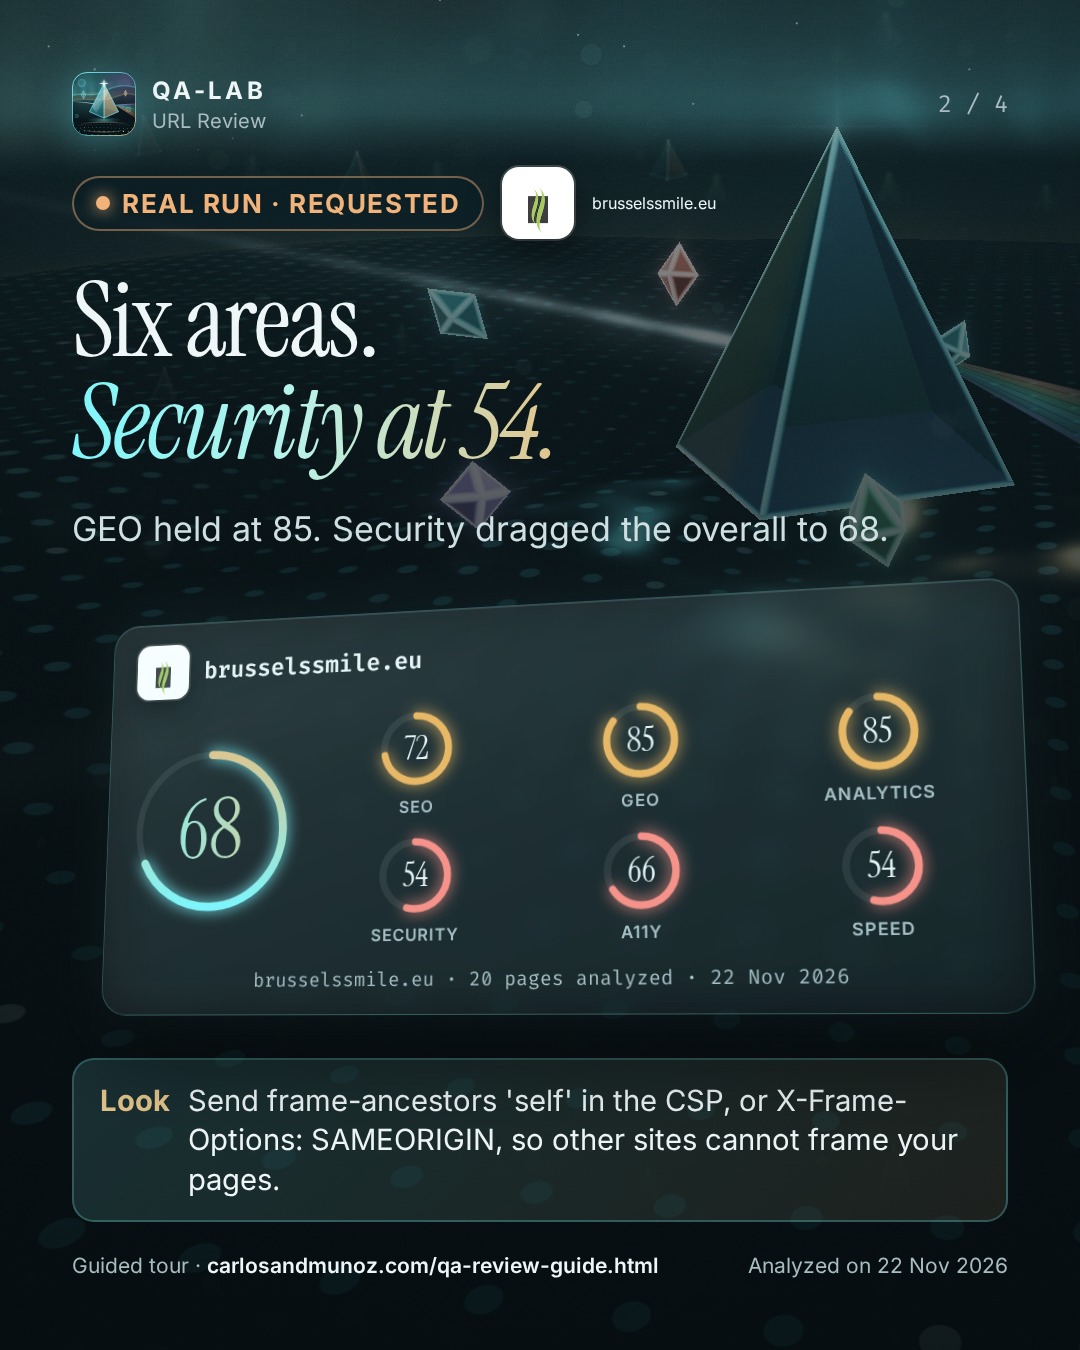 QA-LAB
URL Review
2 / 4
REAL RUN · REQUESTED
brusselssmile.eu
Six areas.
Security at 54.
GEO held at 85. Security dragged the overall to 68.
brusselssmile.eu
68
72
SEO
85
GEO
85
ANALYTICS
54
SECURITY
66
A11Y
54
SPEED
brusselssmile.eu · 20 pages analyzed · 22 Nov 2026
Look Send frame-ancestors 'self' in the CSP, or X-Frame-
Options: SAMEORIGIN, so other sites cannot frame your
pages.
Guided tour · carlosandmunoz.com/qa-review-guide.html
Analyzed on 22 Nov 2026